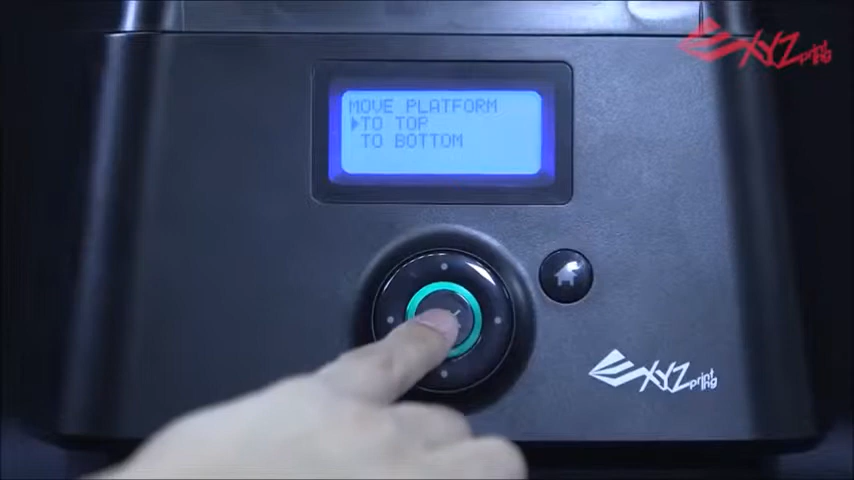 XYZprinting
MOVE PLATFORM
TO TOP
TO BOTTOM
XYZprinting